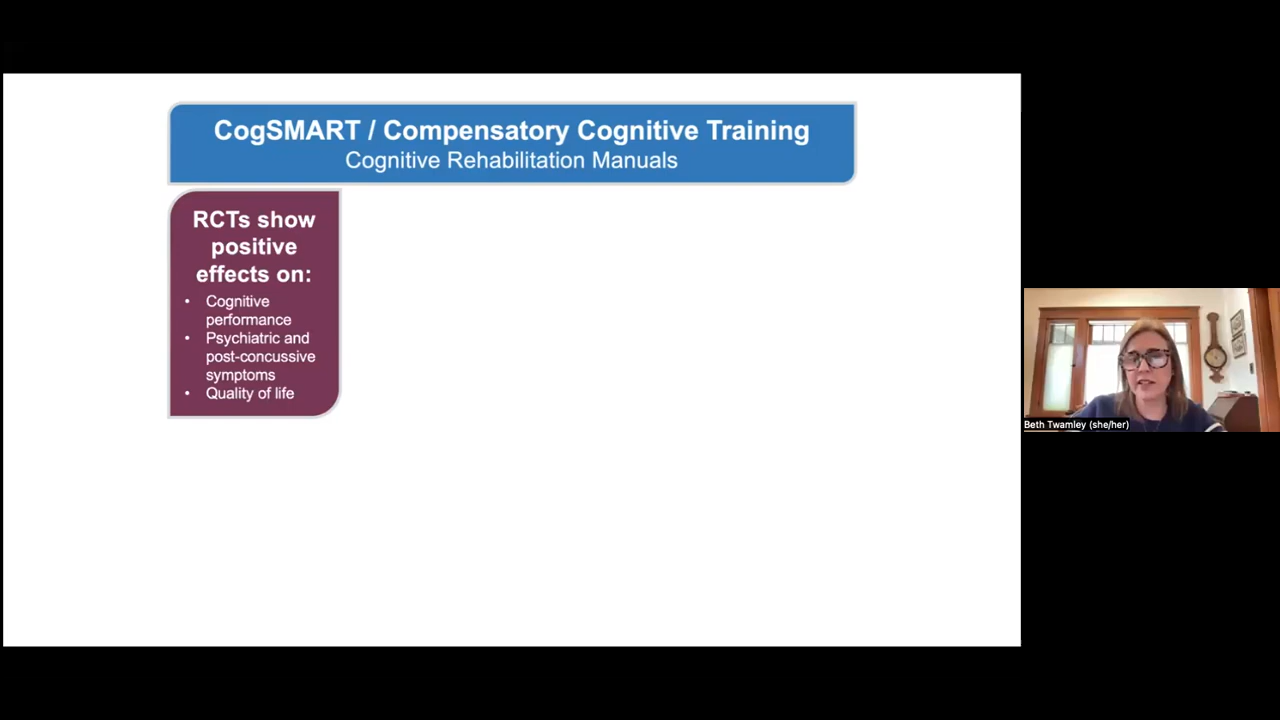 CogSMART / Compensatory Cognitive Training
Cognitive Rehabilitation Manuals
RCTs show
positive
effects on:
• Cognitive
performance
• Psychiatric and
post-concussive
symptoms
• Quality of life
Beth Twamley (she/her)